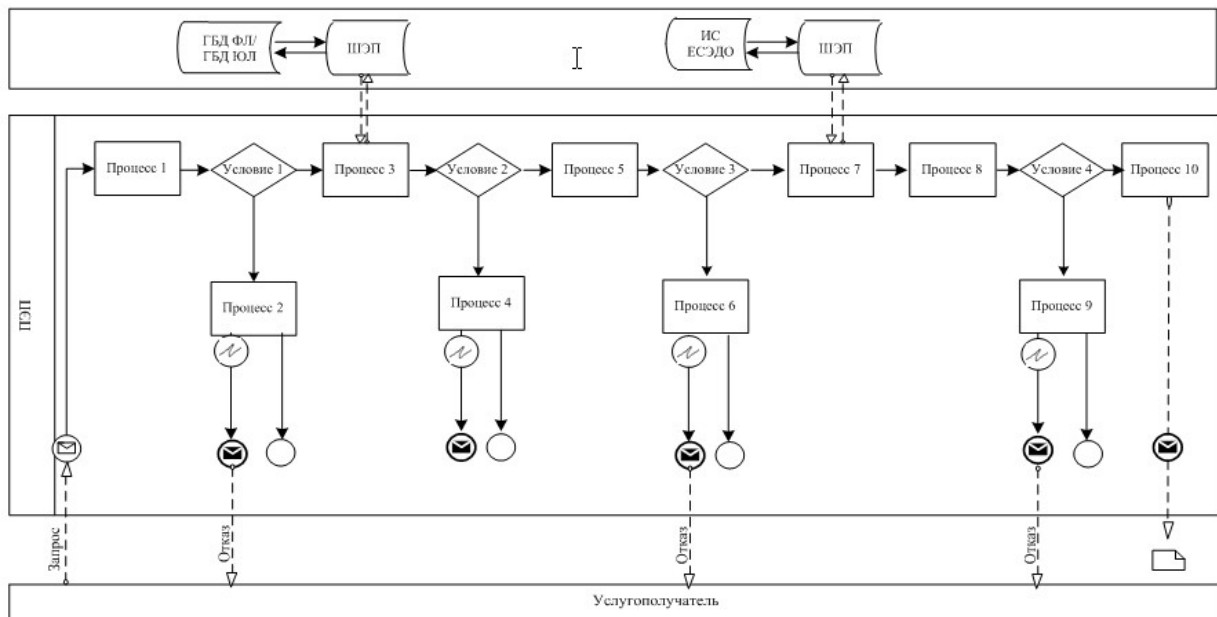 ГБД ФЛ/
ГБД ЮЛ
ШЭП
ИС
ЕСЭДО
ШЭП
ПЭП
Процесс 1
Условие 1
Процесс 3
Условие 2
Процесс 5
Условие 3
Процесс 7
Процесс 8
Условие 4
Процесс 10
Процесс 2
Процесс 4
Процесс 6
Процесс 9
Запрос
Отказ
Отказ
Отказ
Услугополучатель